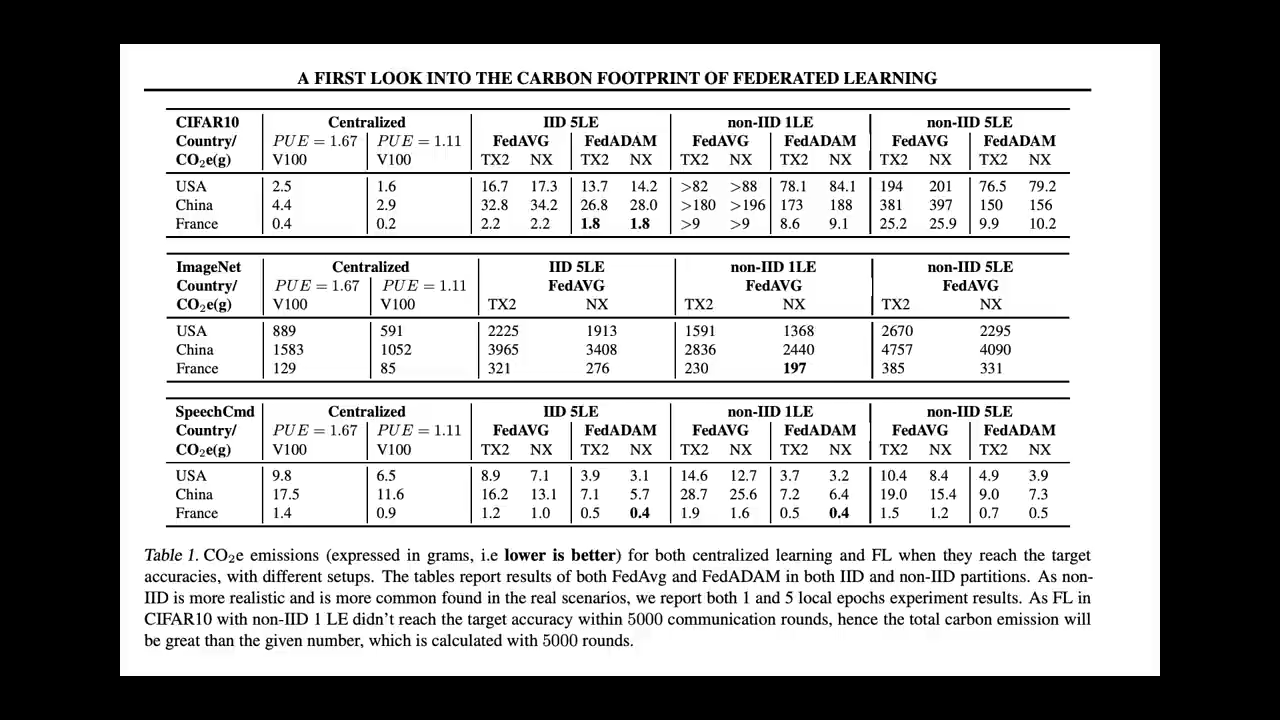 A FIRST LOOK INTO THE CARBON FOOTPRINT OF FEDERATED LEARNING
CIFAR10 Centralized IID 5LE non-IID 1LE non-IID 5LE
Country/ PUE = 1.67 PUE = 1.11 FedAVG FedADAM FedAVG FedADAM FedAVG FedADAM
CO2e(g) V100 V100 TX2 NX TX2 NX TX2 NX TX2 NX TX2 NX TX2 NX
USA 2.5 1.6 16.7 17.3 13.7 14.2 >82 >88 78.1 84.1 194 201 76.5 79.2
China 4.4 2.9 32.8 34.2 26.8 28.0 >180 >196 173 188 381 397 150 156
France 0.4 0.2 2.2 2.2 1.8 1.8 >9 >9 8.6 9.1 25.2 25.9 9.9 10.2
ImageNet Centralized IID 5LE non-IID 1LE non-IID 5LE
Country/ PUE = 1.67 PUE = 1.11 FedAVG FedAVG FedAVG
CO2e(g) V100 V100 TX2 NX TX2 NX TX2 NX
USA 889 591 2225 1913 1591 1368 2670 2295
China 1583 1052 3965 3408 2836 2440 4757 4090
France 129 85 321 276 230 197 385 331
SpeechCmd Centralized IID 5LE non-IID 1LE non-IID 5LE
Country/ PUE = 1.67 PUE = 1.11 FedAVG FedADAM FedAVG FedADAM FedAVG FedADAM
CO2e(g) V100 V100 TX2 NX TX2 NX TX2 NX TX2 NX TX2 NX TX2 NX
USA 9.8 6.5 8.9 7.1 3.9 3.1 14.6 12.7 3.7 3.2 10.4 8.4 4.9 3.9
China 17.5 11.6 16.2 13.1 7.1 5.7 28.7 25.6 7.2 6.4 19.0 15.4 9.0 7.3
France 1.4 0.9 1.2 1.0 0.5 0.4 1.9 1.6 0.5 0.4 1.5 1.2 0.7 0.5
Table 1. CO2e emissions (expressed in grams, i.e lower is better) for both centralized learning and FL when they reach the target
accuracies, with different setups. The tables report results of both FedAvg and FedADAM in both IID and non-IID partitions. As non-
IID is more realistic and is more common found in the real scenarios, we report both 1 and 5 local epochs experiment results. As FL in
CIFAR10 with non-IID 1 LE didn't reach the target accuracy within 5000 communication rounds, hence the total carbon emission will
be great than the given number, which is calculated with 5000 rounds.